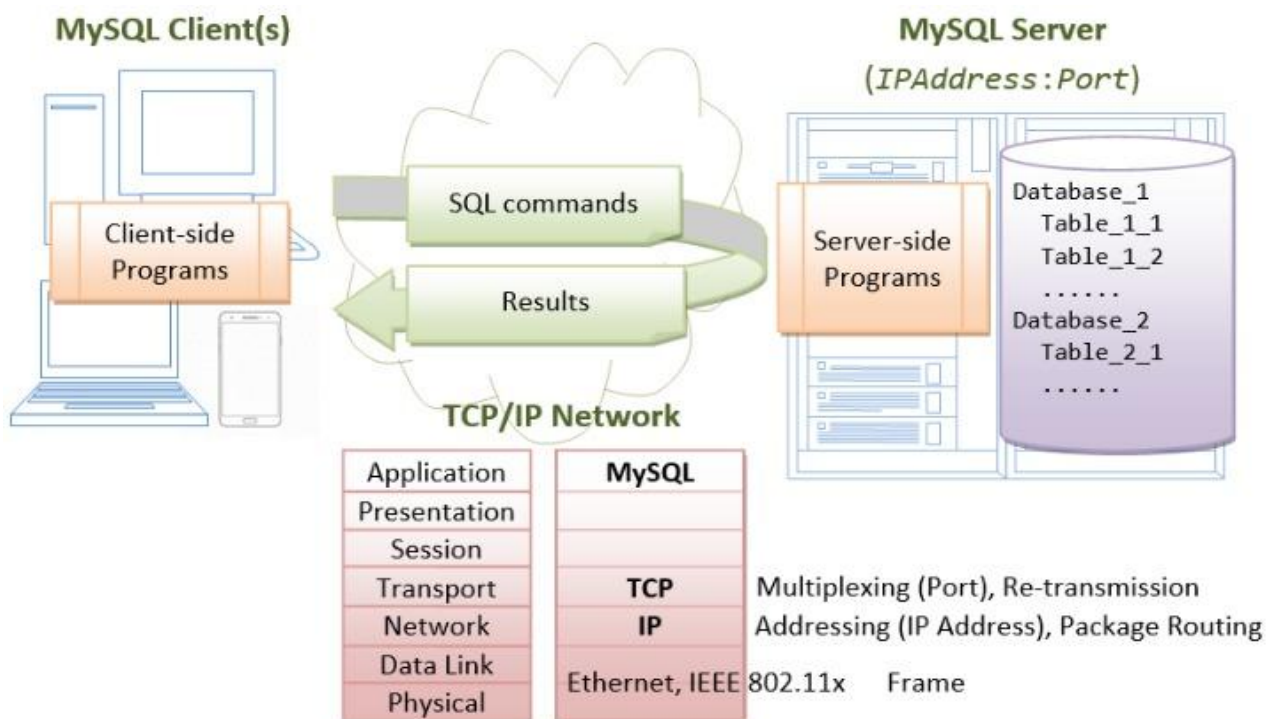 MySQL Client(s)
MySQL Server
(IPAddress:Port)
Client-side
Programs
SQL commands
Results
Server-side
Programs
Database_1
Table_1_1
Table_1_2
......
Database_2
Table_2_1
......
TCP/IP Network
Application
MySQL
Presentation
Session
Transport
TCP
Multiplexing (Port), Re-transmission
Network
IP
Addressing (IP Address), Package Routing
Data Link
Physical
Ethernet, IEEE 802.11x
Frame